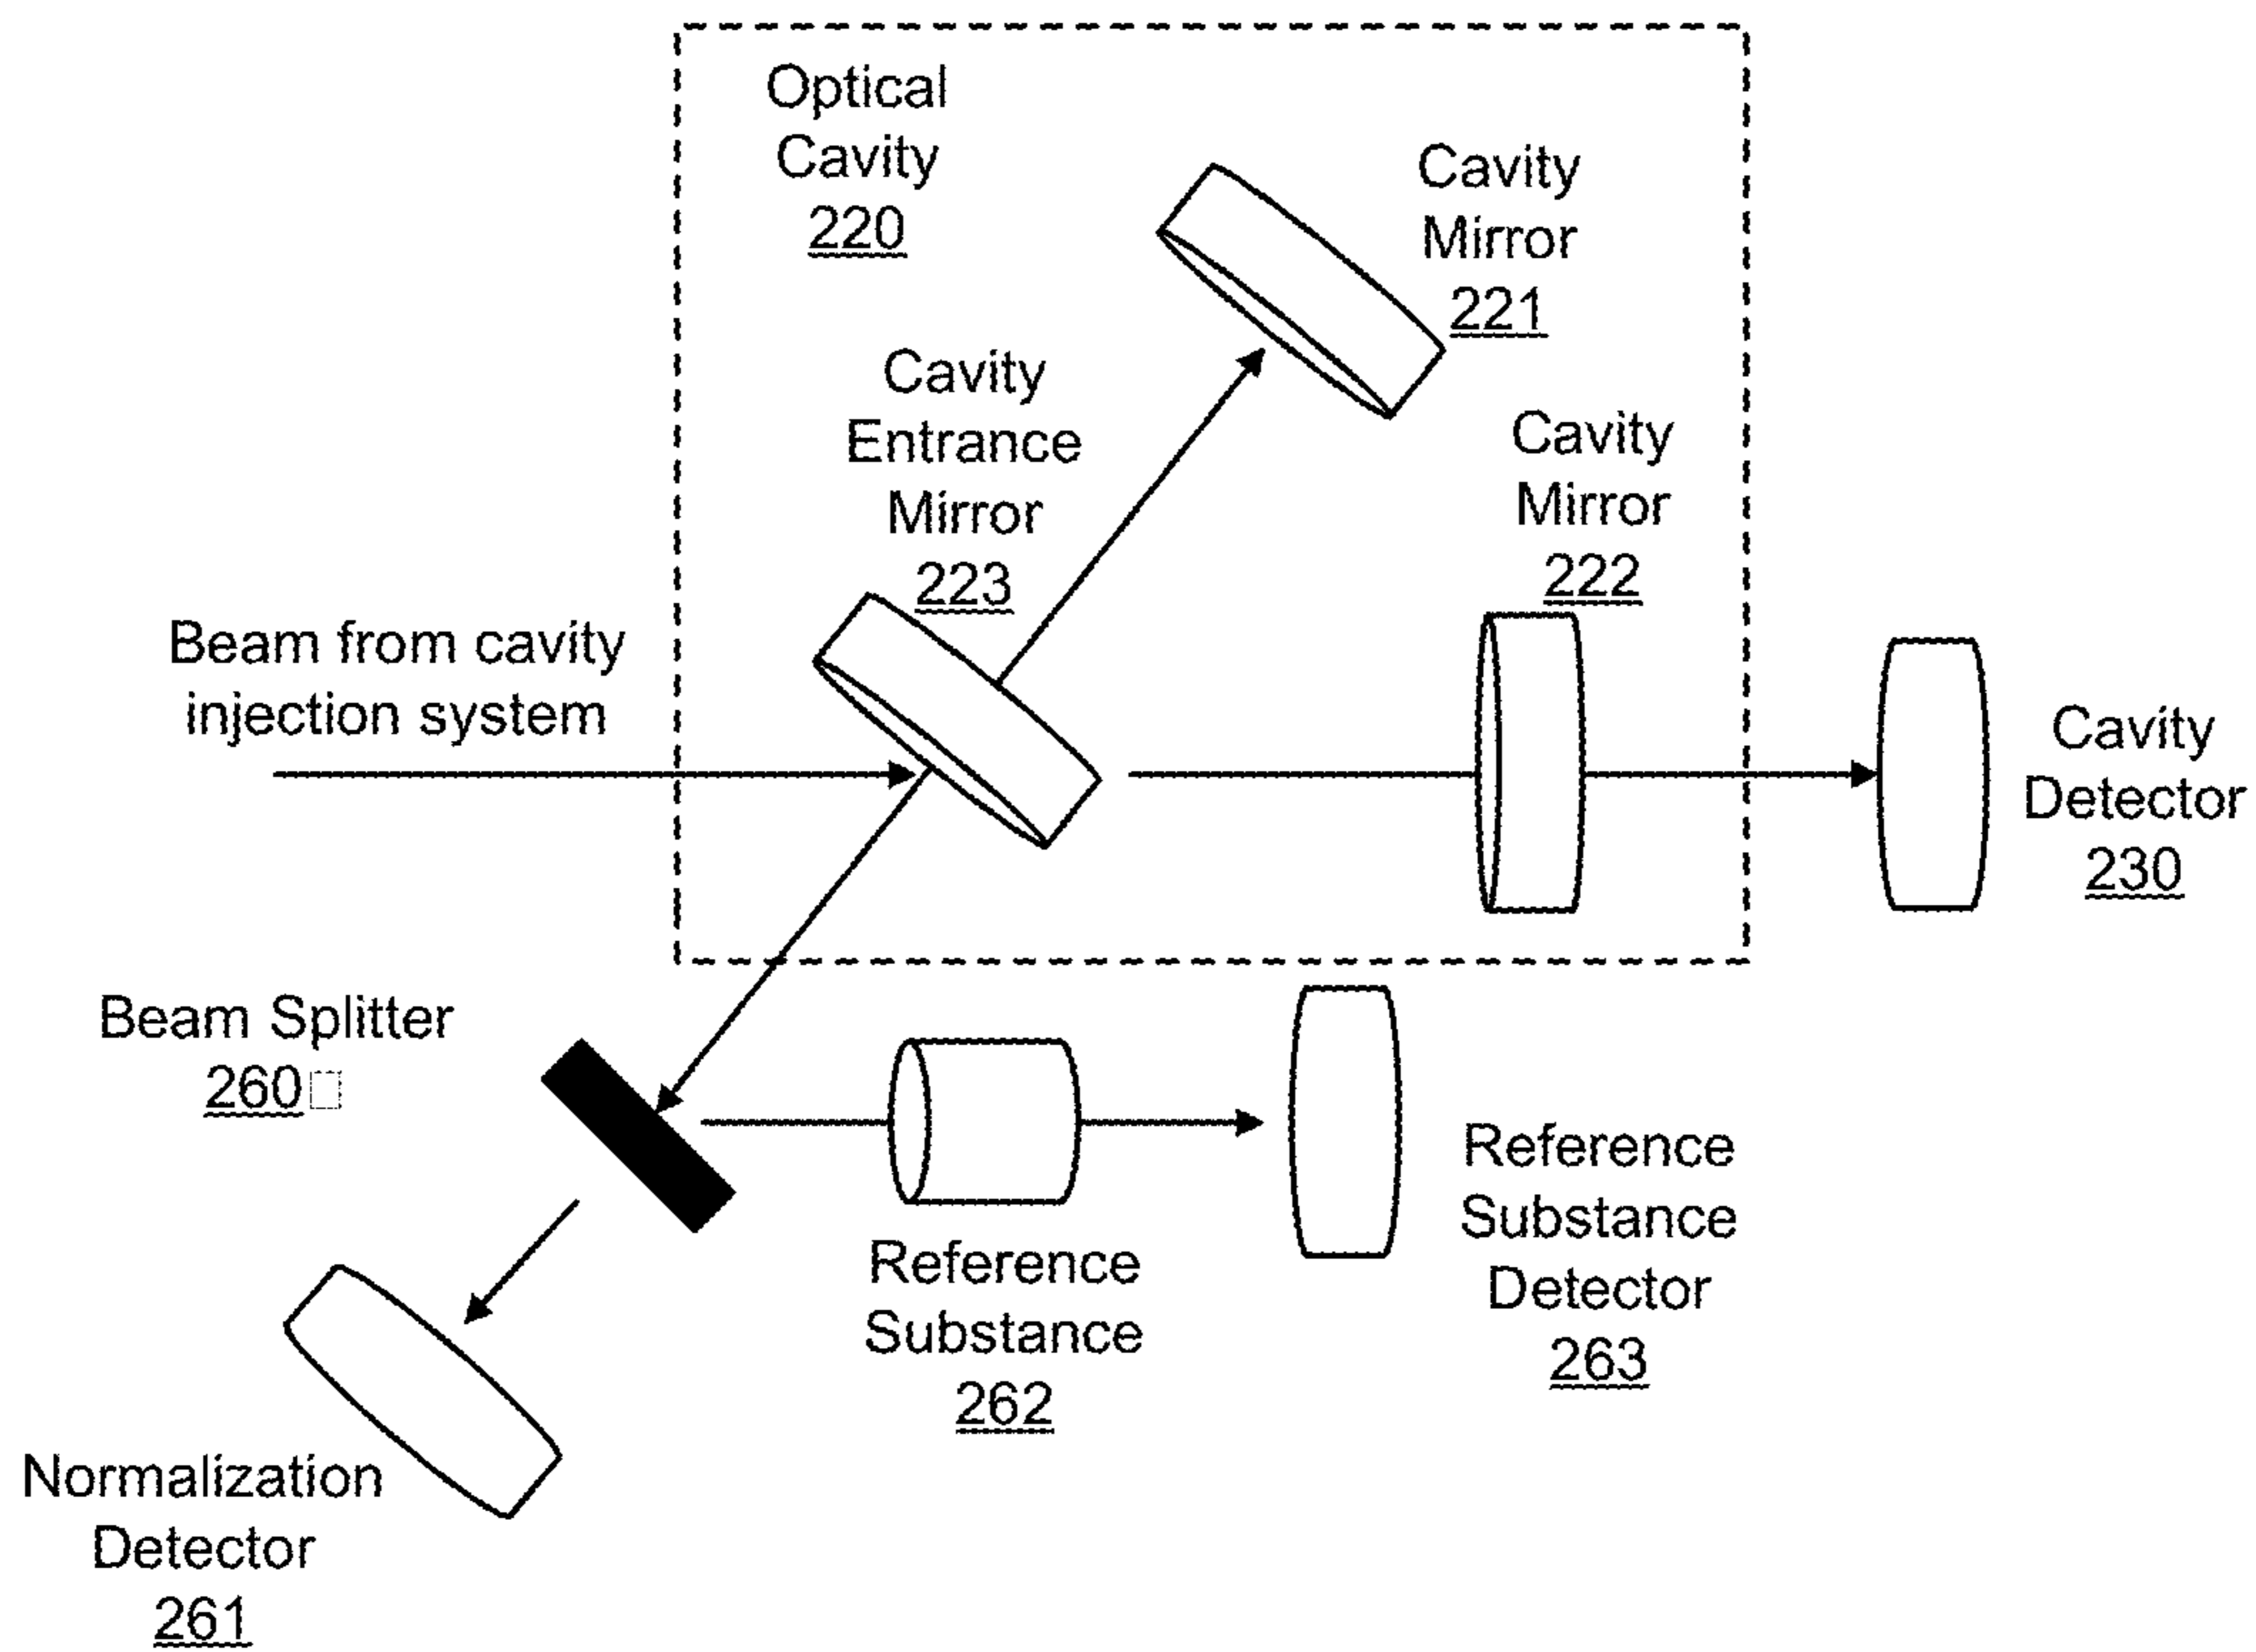 Optical
Cavity
220
Cavity
Mirror
221
Cavity
Entrance
Mirror
223
Cavity
Mirror
222
Beam from cavity
injection system
Cavity
Detector
230
Beam Splitter
260
Reference
Substance
262
Reference
Substance
Detector
263
Normalization
Detector
261